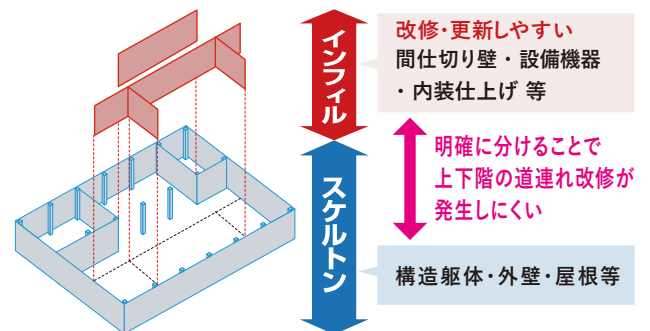 インフィル
改修・更新しやすい
間仕切り壁・設備機器
・内装仕上げ 等
明確に分けることで
上下階の道連れ改修が
発生しにくい
スケルトン
構造躯体・外壁・屋根等